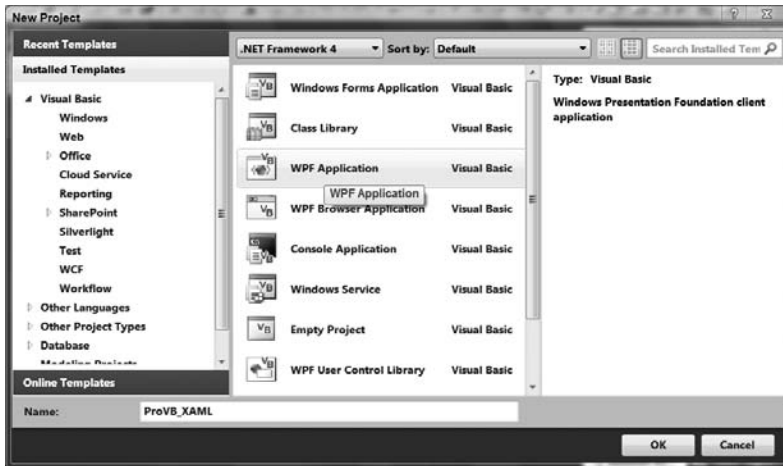 New Project
Recent Templates
.NET Framework 4 Sort by: Default Search Installed Tem
Installed Templates
Visual Basic
Windows
Web
Office
Cloud Service
Reporting
SharePoint
Silverlight
Test
WCF
Workflow
Other Languages
Other Project Types
Database
Modeling Projects
Online Templates
Windows Forms Application Visual Basic
Class Library Visual Basic
WPF Application Visual Basic
WPF Application
WPF Browser Application Visual Basic
Console Application Visual Basic
Windows Service Visual Basic
Empty Project Visual Basic
WPF User Control Library Visual Basic
Type: Visual Basic
Windows Presentation Foundation client
application
Name: ProVB_XAML
OK Cancel